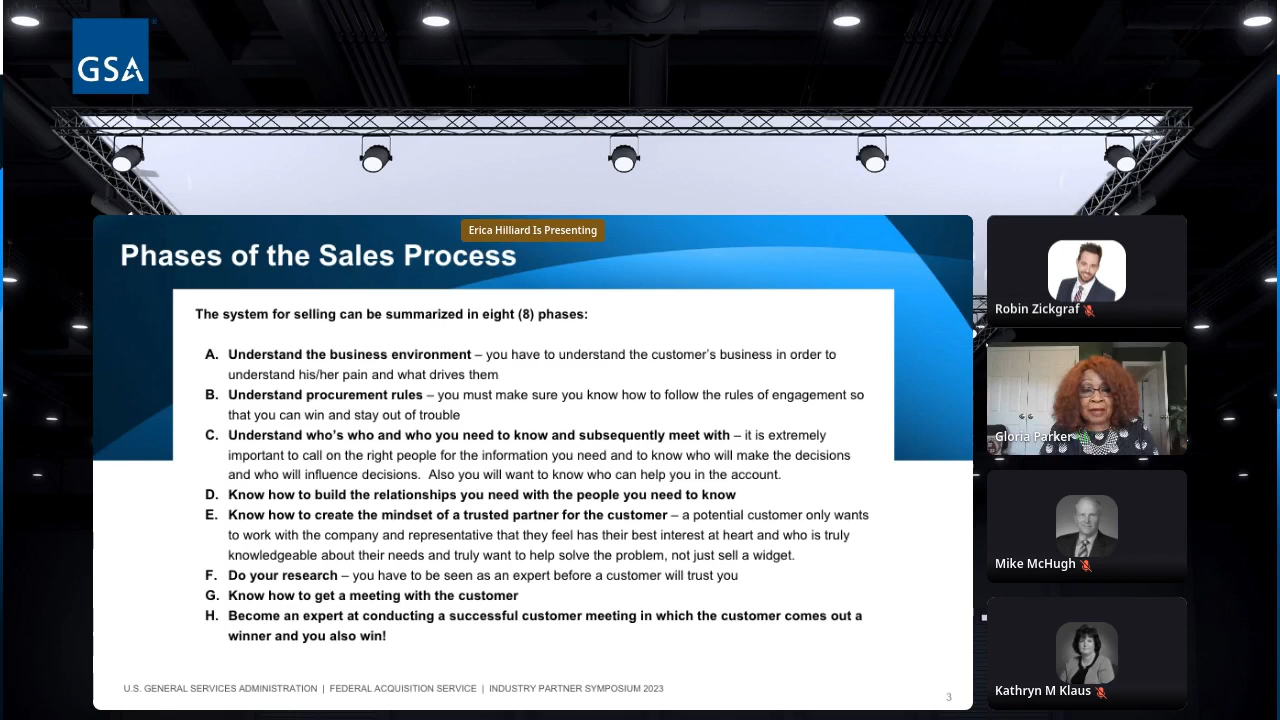 GSA
Erica Hilliard Is Presenting
Phases of the Sales Process
The system for selling can be summarized in eight (8) phases:
A. Understand the business environment – you have to understand the customer's business in order to
understand his/her pain and what drives them
B. Understand procurement rules – you must make sure you know how to follow the rules of engagement so
that you can win and stay out of trouble
C. Understand who's who and who you need to know and subsequently meet with – it is extremely
important to call on the right people for the information you need and to know who will make the decisions
and who will influence decisions. Also you will want to know who can help you in the account.
D. Know how to build the relationships you need with the people you need to know
E. Know how to create the mindset of a trusted partner for the customer – a potential customer only wants
to work with the company and representative that they feel has their best interest at heart and who is truly
knowledgeable about their needs and truly want to help solve the problem, not just sell a widget.
F. Do your research – you have to be seen as an expert before a customer will trust you
G. Know how to get a meeting with the customer
H. Become an expert at conducting a successful customer meeting in which the customer comes out a
winner and you also win!
U.S. GENERAL SERVICES ADMINISTRATION | FEDERAL ACQUISITION SERVICE | INDUSTRY PARTNER SYMPOSIUM 2023
3
Robin Zickgraf
Gloria Parker
Mike McHugh
Kathryn M Klaus